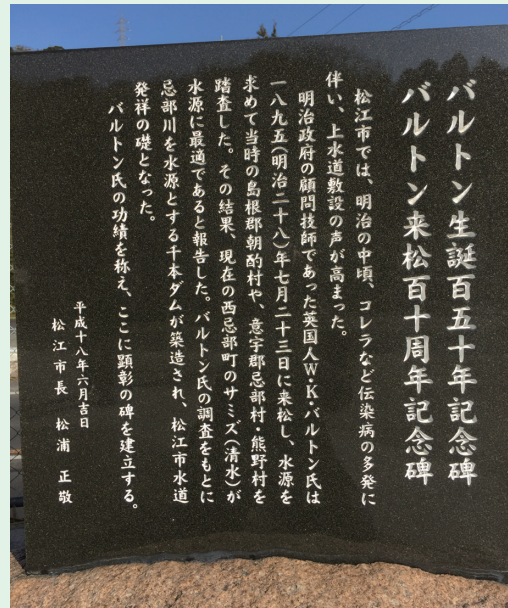 バルトン生誕百五十年記念碑
バルトン来松百十周年記念碑
松江市では、明治の中頃、コレラなど伝染病の多発に
伴い、上水道敷設の声が高まった。
明治政府の顧問技師であった英国人W・K・バルトン氏は
一八九五(明治二十八)年七月二十三日に来松し、水源を
求めて当時の島根郡朝酌村や、意宇郡忌部村・熊野村を
踏査した。その結果、現在の西忌部町のサミズ(清水)が
水源に最適であると報告した。バルトン氏の調査をもとに
忌部川を水源とする千本ダムが築造され、松江市水道
発祥の礎となった。
バルトン氏の功績を称え、ここに顕彰の碑を建立する。
平成十八年六月吉日
松江市長 松浦正敬